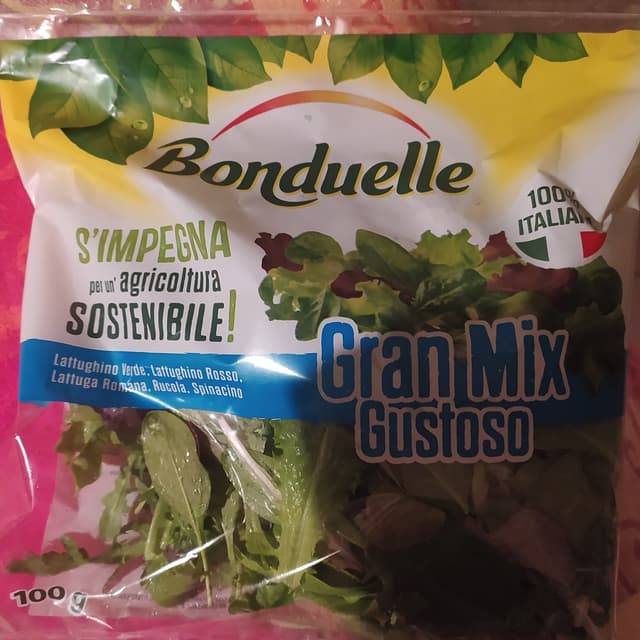 Bonduelle
100%
ITALIANO
S'IMPEGNA
per un' agricoltura
SOSTENIBILE!
Lattughino Verde, Lattughino Rosso,
Lattuga Romana, Rucola, Spinacino
Gran Mix
Gustoso
100 g